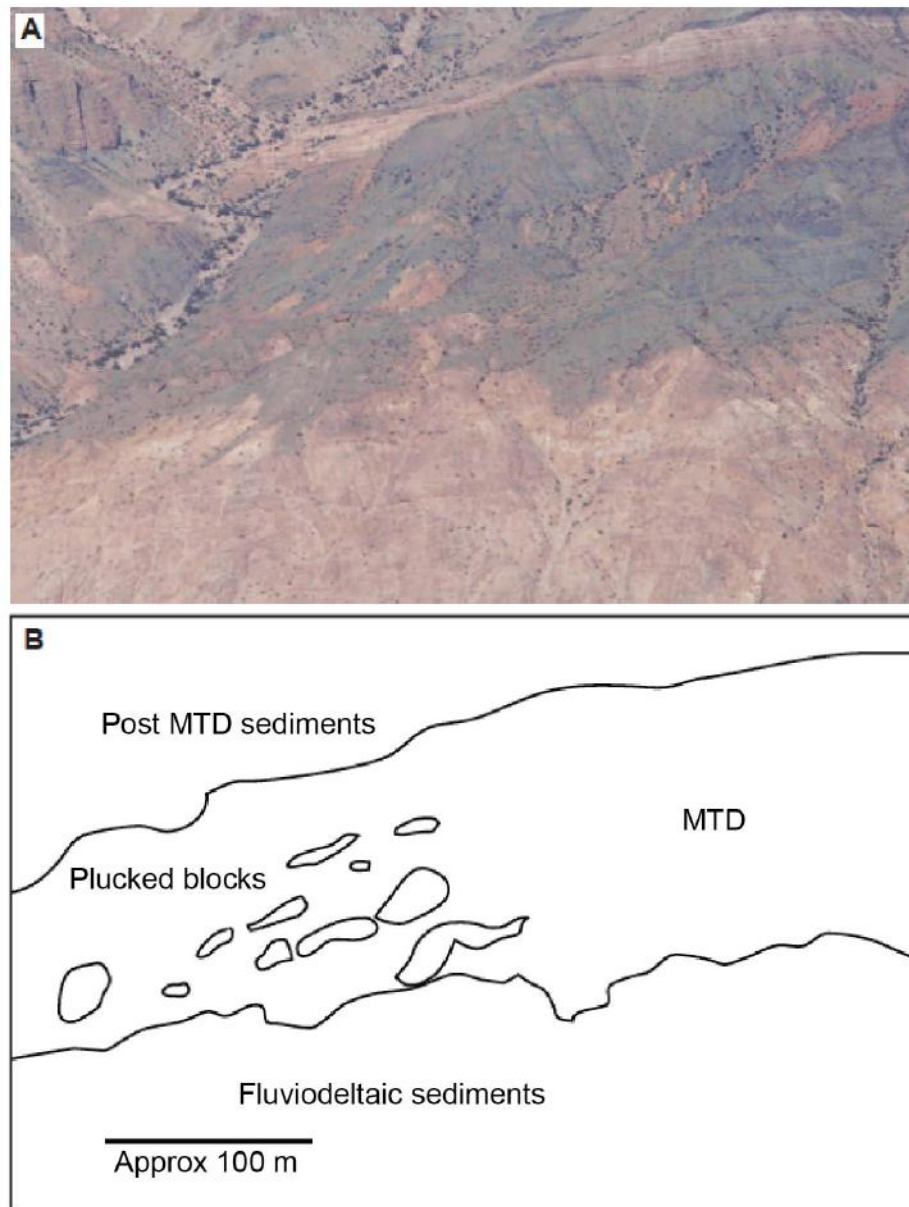 A
B
Post MTD sediments
MTD
Plucked blocks
Fluviodeltaic sediments
Approx 100 m